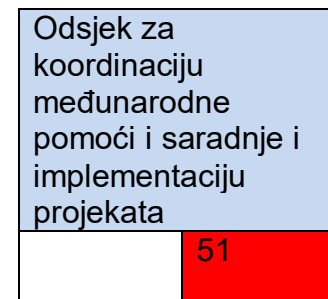 Odsjek za
koordinaciju
međunarodne
pomoći i saradnje i
implementaciju
projekata
51